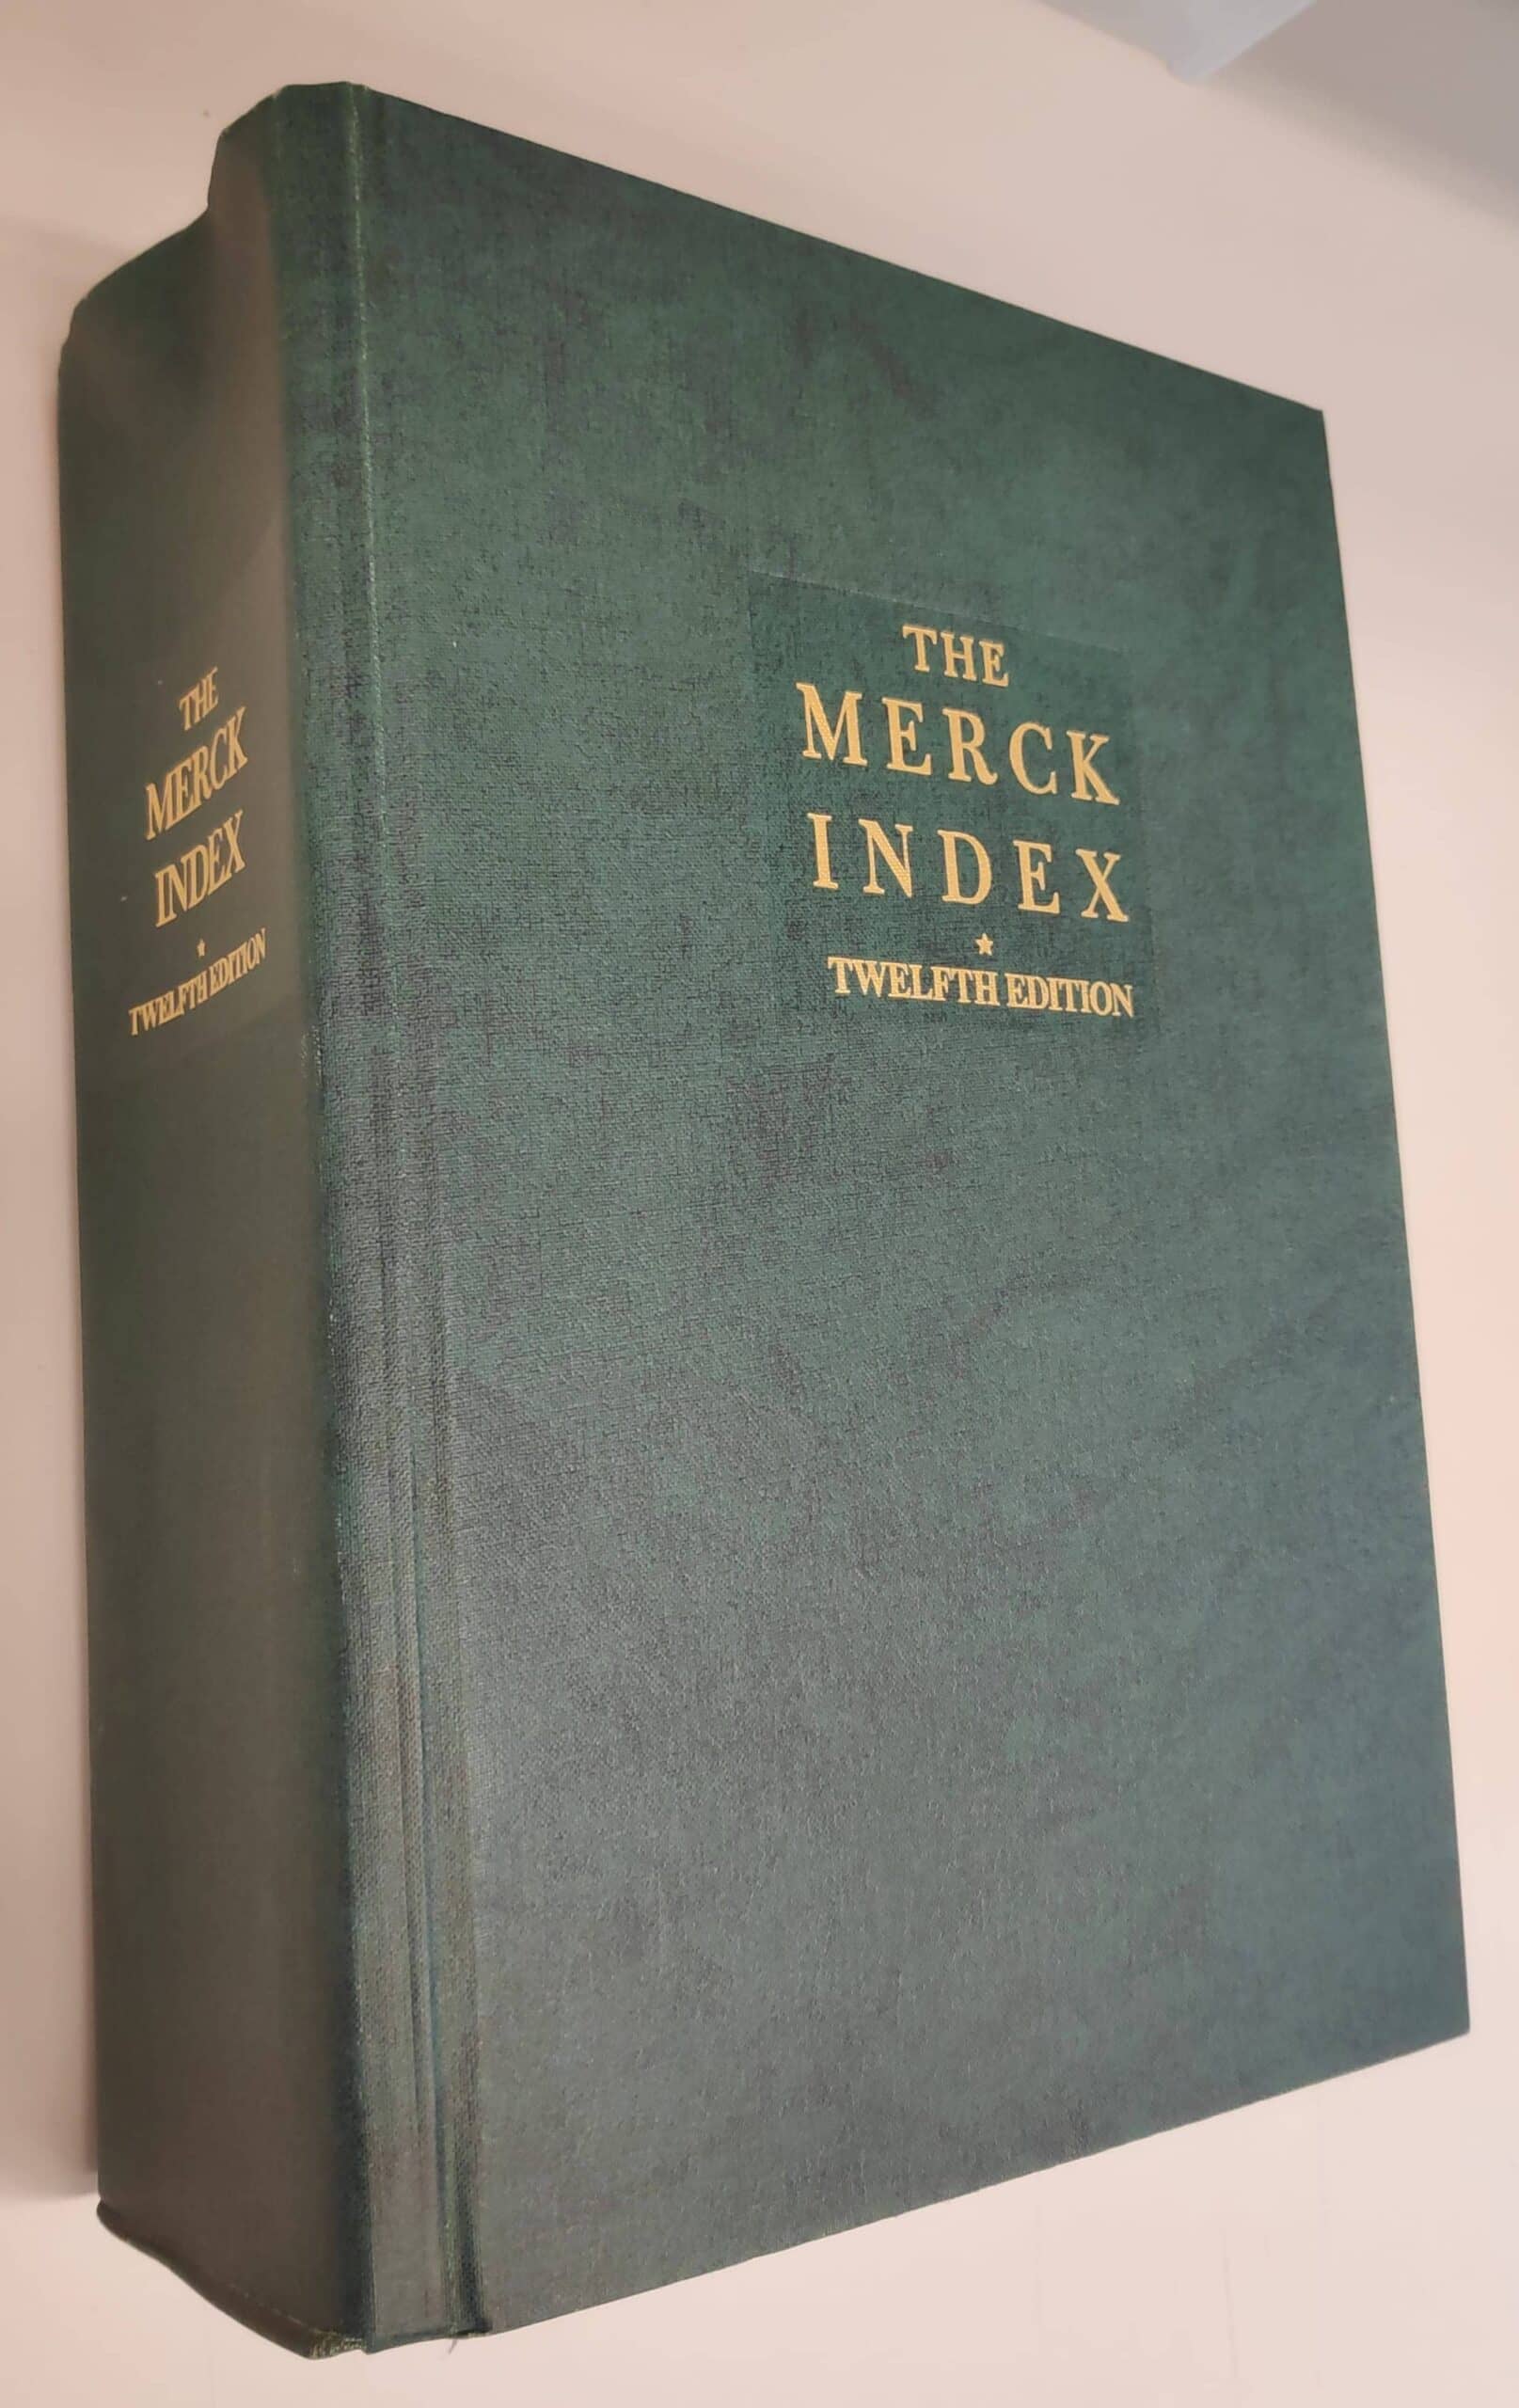 THE
MERCK
INDEX
★
TWELFTH EDITION
THE
MERCK
INDEX
★
TWELFTH EDITION